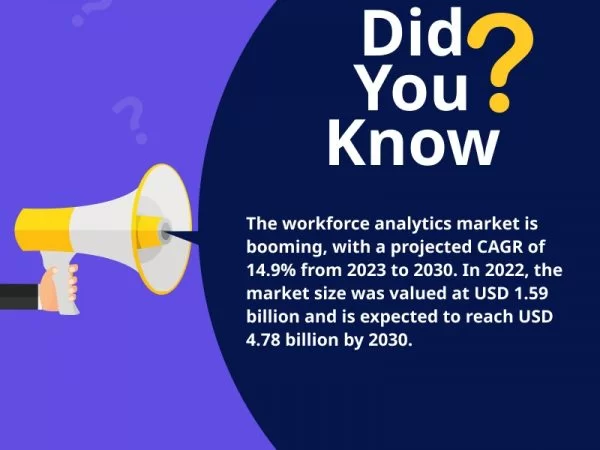 Did
You
Know
?
The workforce analytics market is
booming, with a projected CAGR of
14.9% from 2023 to 2030. In 2022, the
market size was valued at USD 1.59
billion and is expected to reach USD
4.78 billion by 2030.